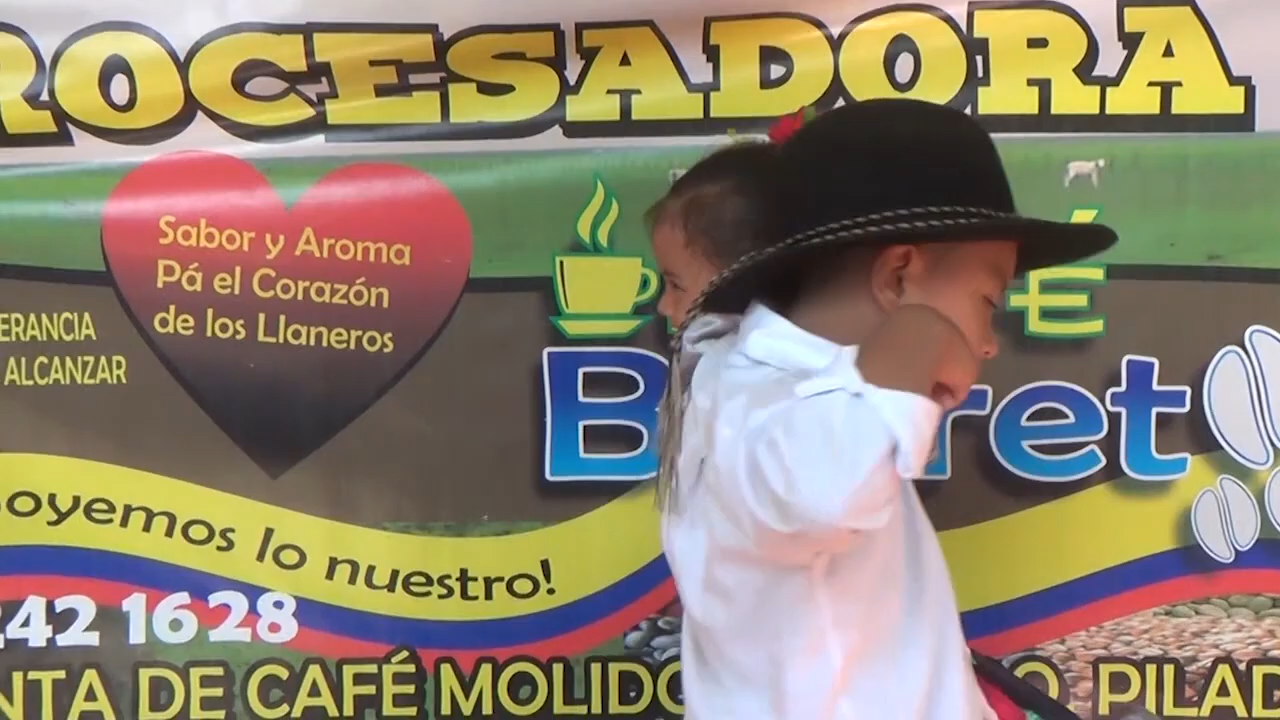 ROCESADORA
Sabor y Aroma
Pá el Corazón
de los Llaneros
ERANCIA
ALCANZAR
oyemos lo nuestro!
242 1628
NTA DE CAFÉ MOLIDO PILAD